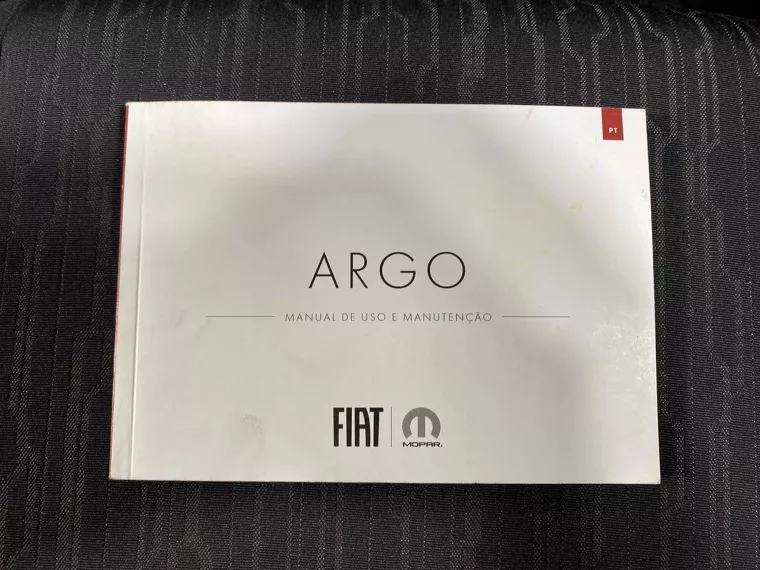 PT
ARGO
MANUAL DE USO E MANUTENÇÃO
FIAT
MOPAR.